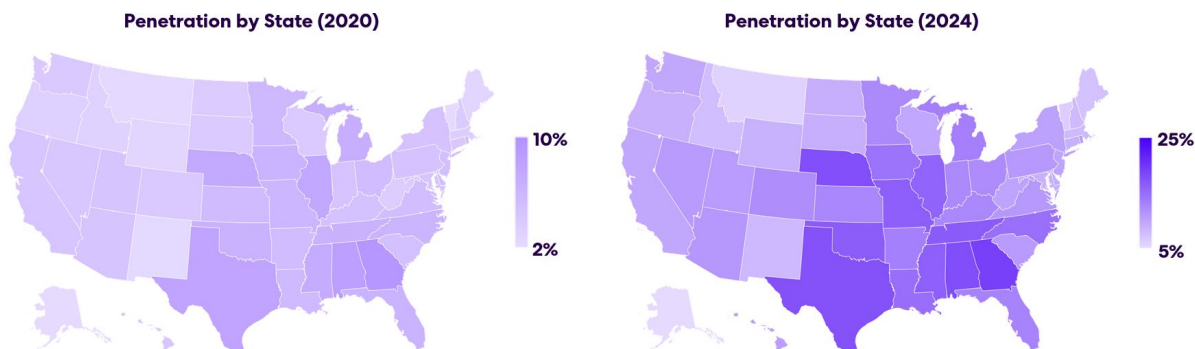 Penetration by State (2020)
10%
2%
Penetration by State (2024)
25%
5%